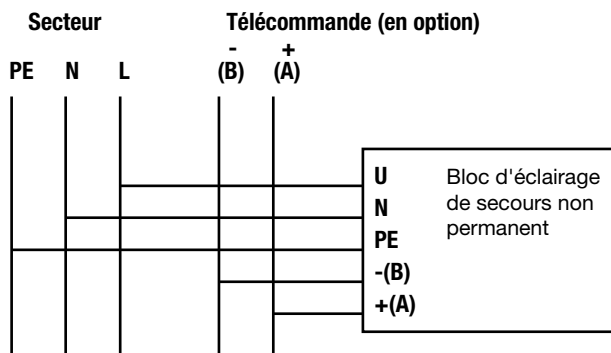 Secteur
Télécommande (en option)
- +
PE N L (B) (A)
U
N
PE
-(B)
+(A)
Bloc d'éclairage
de secours non
permanent